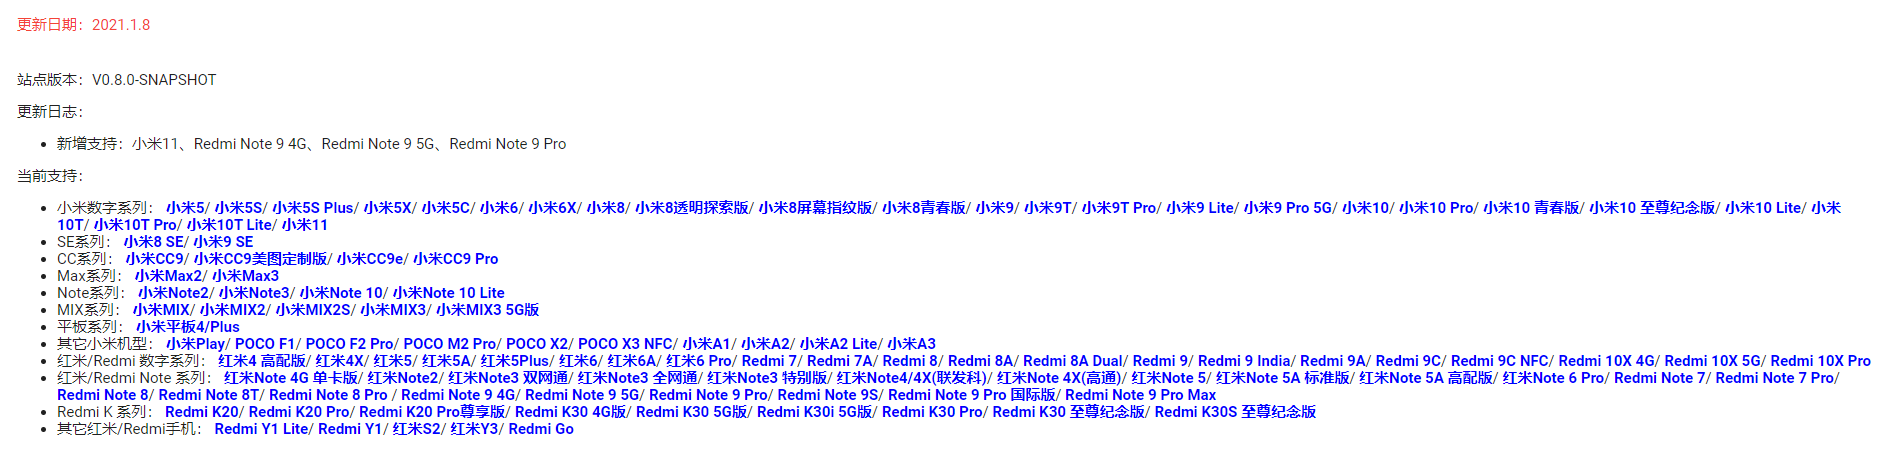 更新日期：2021.1.8
站点版本：V0.8.0-SNAPSHOT
更新日志：
• 新增支持：小米11、Redmi Note 9 4G、Redmi Note 9 5G、Redmi Note 9 Pro
当前支持：
• 小米数字系列： 小米5/ 小米5S/ 小米5S Plus/ 小米5X/ 小米5C/ 小米6/ 小米6X/ 小米8/ 小米8透明探索版/ 小米8屏幕指纹版/ 小米8青春版/ 小米9/ 小米9T/ 小米9T Pro/ 小米9 Lite/ 小米9 Pro 5G/ 小米10/ 小米10 Pro/ 小米10 青春版/ 小米10 至尊纪念版/ 小米10 Lite/ 小米
10T/ 小米10T Pro/ 小米10T Lite/ 小米11
• SE系列： 小米8 SE/ 小米9 SE
• CC系列： 小米CC9/ 小米CC9美图定制版/ 小米CC9e/ 小米CC9 Pro
• Max系列： 小米Max2/ 小米Max3
• Note系列： 小米Note2/ 小米Note3/ 小米Note 10/ 小米Note 10 Lite
• MIX系列： 小米MIX/ 小米MIX2/ 小米MIX2S/ 小米MIX3/ 小米MIX3 5G版
• 平板系列： 小米平板4/Plus
• 其它小米机型： 小米Play/ POCO F1/ POCO F2 Pro/ POCO M2 Pro/ POCO X2/ POCO X3 NFC/ 小米A1/ 小米A2/ 小米A2 Lite/ 小米A3
• 红米/Redmi 数字系列： 红米4 高配版/ 红米4X/ 红米5/ 红米5A/ 红米5Plus/ 红米6/ 红米6A/ 红米6 Pro/ Redmi 7/ Redmi 7A/ Redmi 8/ Redmi 8A/ Redmi 8A Dual/ Redmi 9/ Redmi 9 India/ Redmi 9A/ Redmi 9C/ Redmi 9C NFC/ Redmi 10X 4G/ Redmi 10X 5G/ Redmi 10X Pro
• 红米/Redmi Note 系列： 红米Note 4G 单卡版/ 红米Note2/ 红米Note3 双网通/ 红米Note3 全网通/ 红米Note3 特别版/ 红米Note4/4X(联发科)/ 红米Note 4X(高通)/ 红米Note 5/ 红米Note 5A 标准版/ 红米Note 5A 高配版/ 红米Note 6 Pro/ Redmi Note 7/ Redmi Note 7 Pro/
Redmi Note 8/ Redmi Note 8T/ Redmi Note 8 Pro / Redmi Note 9 4G/ Redmi Note 9 5G/ Redmi Note 9 Pro/ Redmi Note 9S/ Redmi Note 9 Pro 国际版/ Redmi Note 9 Pro Max
• Redmi K 系列： Redmi K20/ Redmi K20 Pro/ Redmi K20 Pro尊享版/ Redmi K30 4G版/ Redmi K30 5G版/ Redmi K30i 5G版/ Redmi K30 Pro/ Redmi K30 至尊纪念版/ Redmi K30S 至尊纪念版
• 其它红米/Redmi手机： Redmi Y1 Lite/ Redmi Y1/ 红米S2/ 红米Y3/ Redmi Go